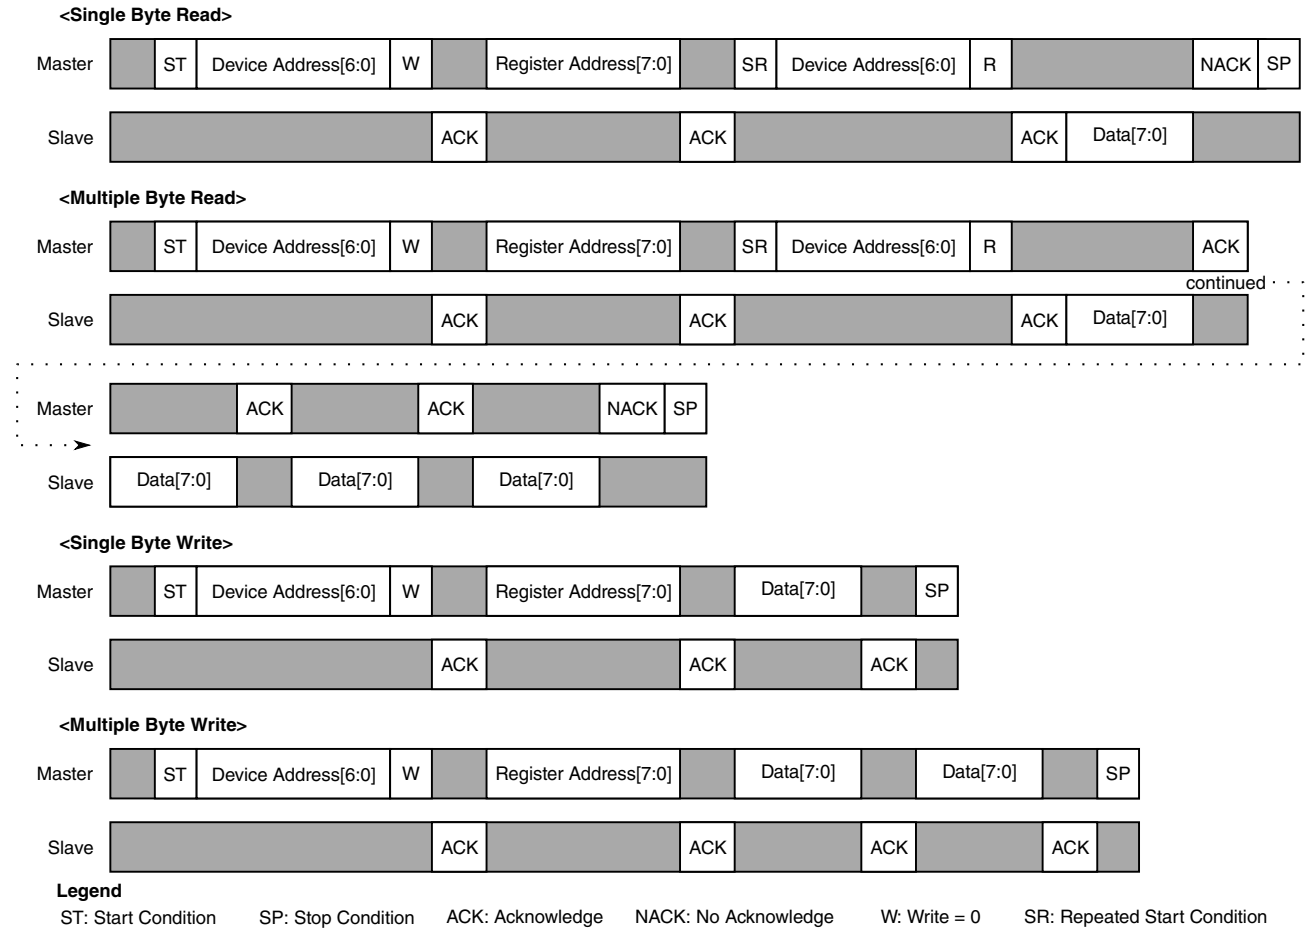 <Single Byte Read>
Master ST Device Address[6:0] W Register Address[7:0] SR Device Address[6:0] R NACK SP
Slave ACK ACK ACK Data[7:0]
<Multiple Byte Read>
Master ST Device Address[6:0] W Register Address[7:0] SR Device Address[6:0] R ACK
continued
Slave ACK ACK ACK Data[7:0]
Master ACK ACK NACK SP
Slave Data[7:0] Data[7:0] Data[7:0]
<Single Byte Write>
Master ST Device Address[6:0] W Register Address[7:0] Data[7:0] SP
Slave ACK ACK ACK
<Multiple Byte Write>
Master ST Device Address[6:0] W Register Address[7:0] Data[7:0] Data[7:0] SP
Slave ACK ACK ACK ACK
Legend
ST: Start Condition SP: Stop Condition ACK: Acknowledge NACK: No Acknowledge W: Write = 0 SR: Repeated Start Condition